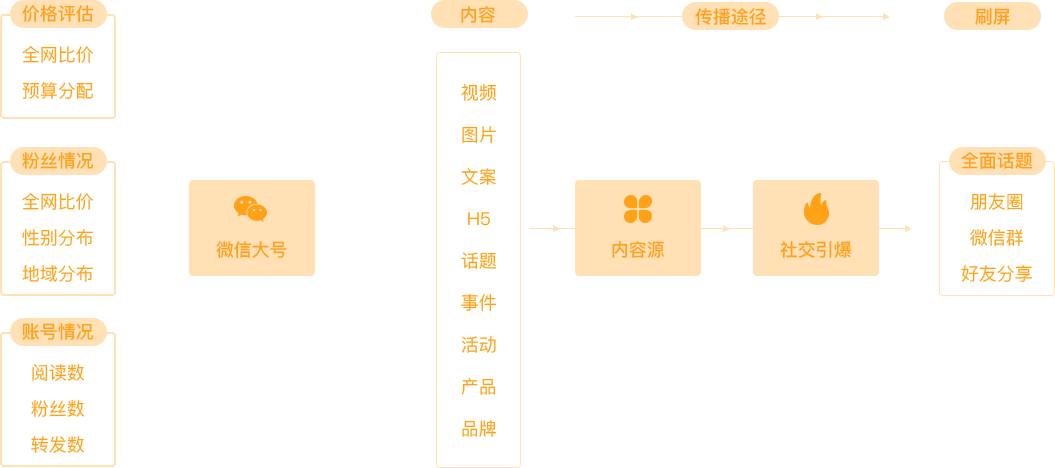 价格评估
全网比价
预算分配
粉丝情况
全网比价
性别分布
地域分布
账号情况
阅读数
粉丝数
转发数
微信大号
内容
视频
图片
文案
H5
话题
事件
活动
产品
品牌
传播途径
内容源
社交引爆
刷屏
全面话题
朋友圈
微信群
好友分享